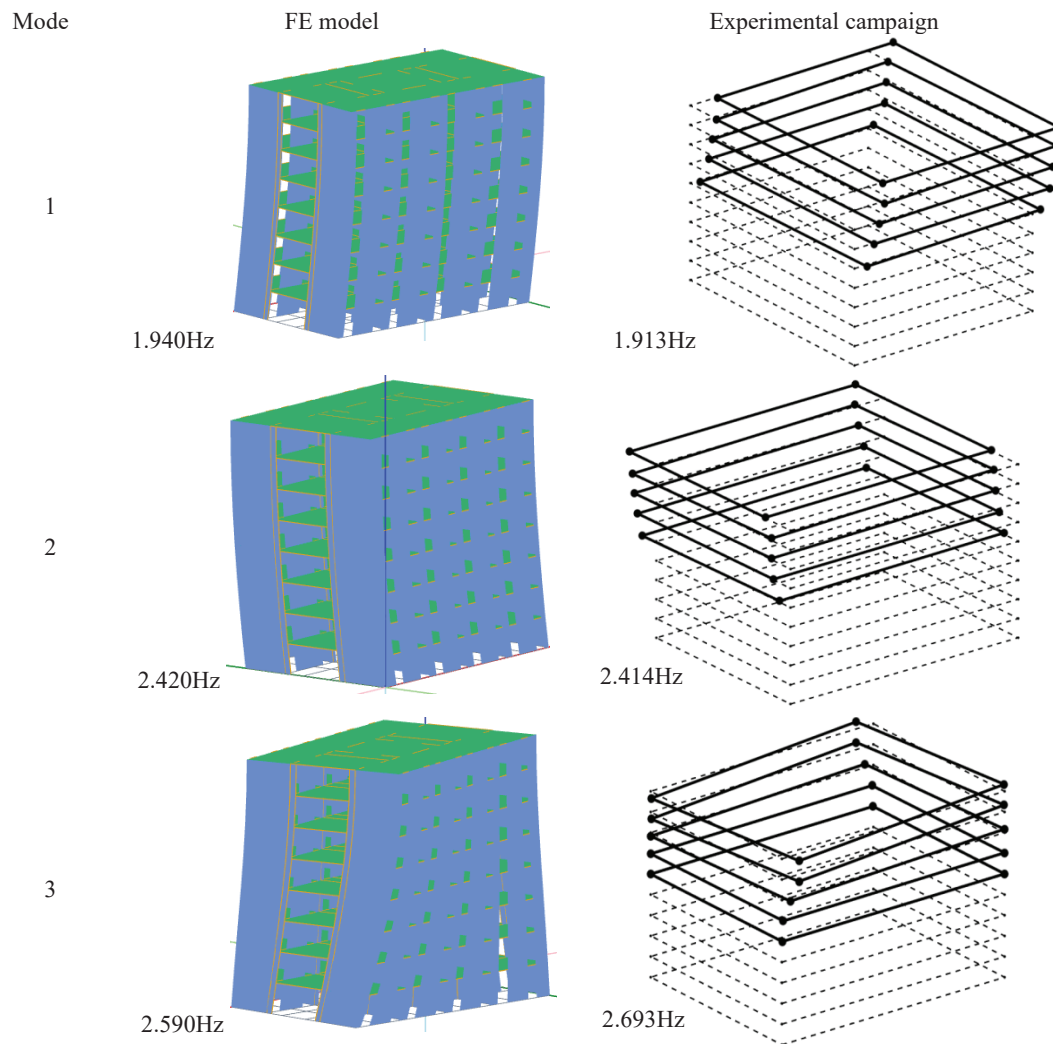 Mode FE model Experimental campaign
1
1.940Hz 1.913Hz
2
2.420Hz 2.414Hz
3
2.590Hz 2.693Hz